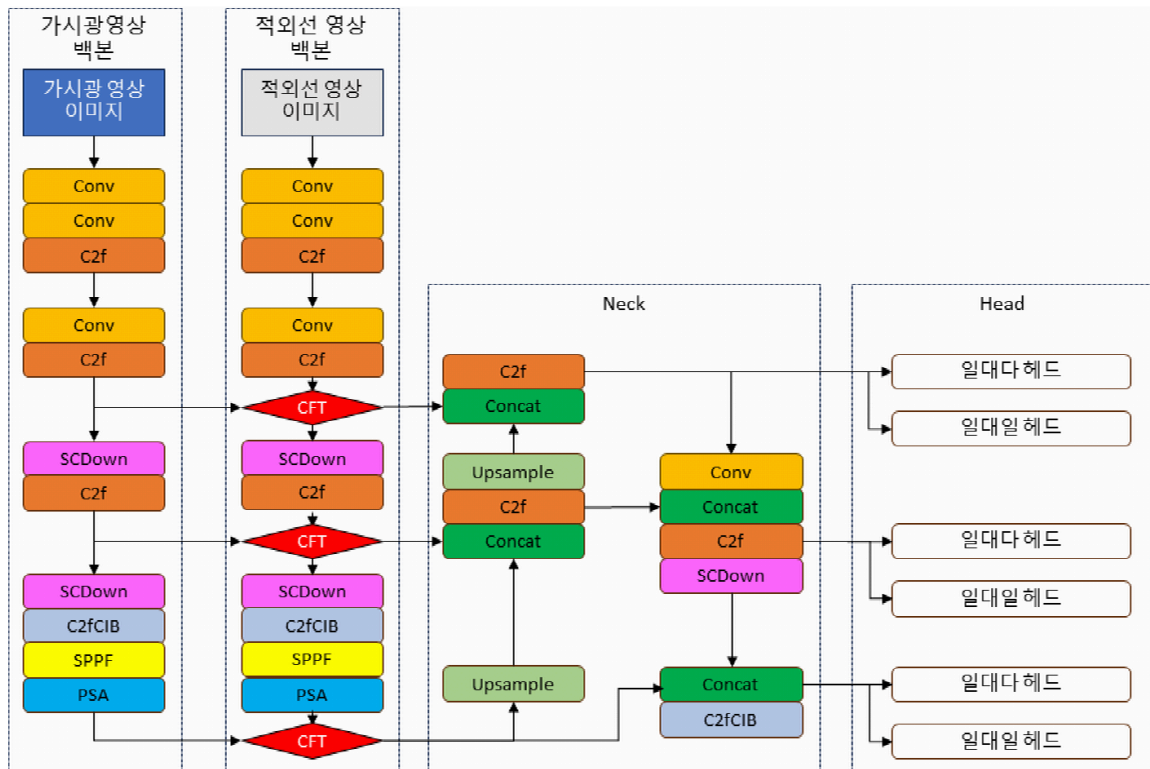 가시광영상
백본
가시광 영상
이미지
Conv
Conv
C2f
Conv
C2f
SCDown
C2f
SCDown
C2fCIB
SPPF
PSA
적외선 영상
백본
적외선 영상
이미지
Conv
Conv
C2f
Conv
C2f
CFT
SCDown
C2f
CFT
SCDown
C2fCIB
SPPF
PSA
CFT
Neck
C2f
Concat
Upsample
C2f
Concat
Upsample
Conv
Concat
C2f
SCDown
Concat
C2fCIB
Head
일대다 헤드
일대일 헤드
일대다 헤드
일대일 헤드
일대다 헤드
일대일 헤드